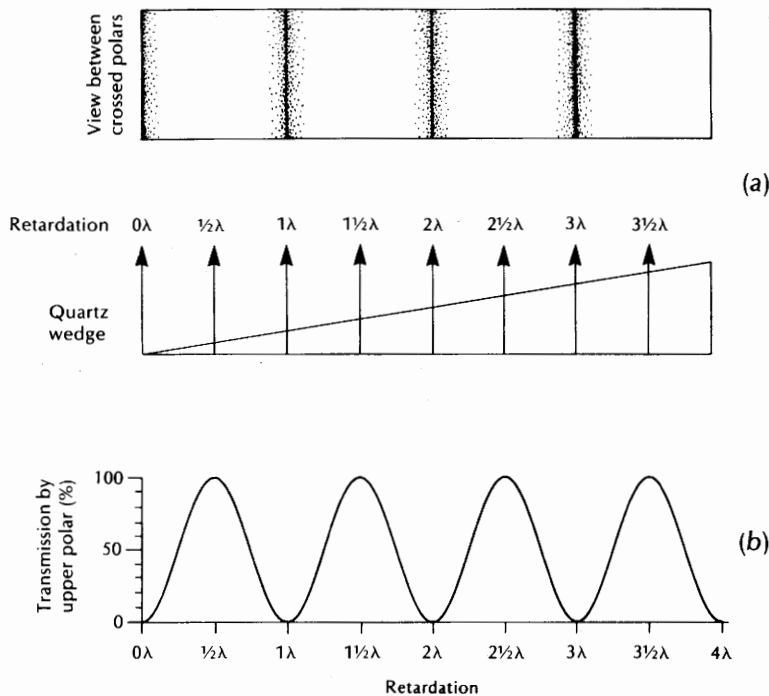 View between
crossed polars
(a)
Retardation 0λ ½λ 1λ 1½λ 2λ 2½λ 3λ 3½λ
Quartz
wedge
Transmission by
upper polar (%)
100
50
0
(b)
0λ ½λ 1λ 1½λ 2λ 2½λ 3λ 3½λ 4λ
Retardation